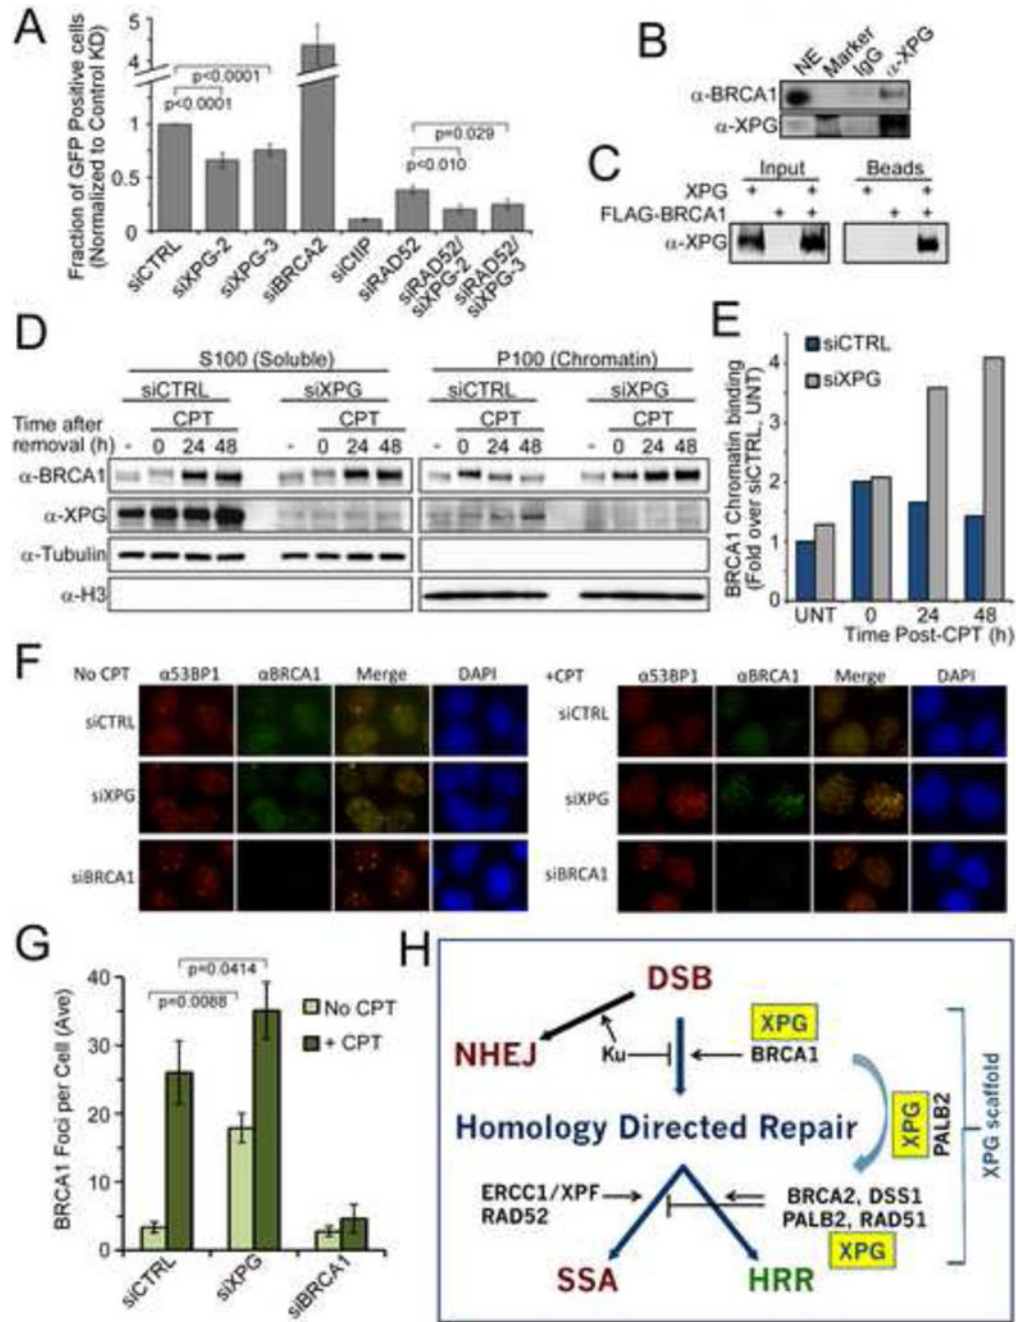 A
Fraction of GFP Positive cells
(Normalized to Control KD)
5
4
1
0.5
0
p<0.0001
p<0.0001
p=0.029
p<0.010
siCTRL
siXPG-2
siXPG-3
siBRCA2
siCtIP
siRAD52
siRAD52/
siXPG-2
siRAD52/
siXPG-3
B
NE
Marker
IgG
α-XPG
α-BRCA1
α-XPG
C
Input
Beads
XPG + + + +
FLAG-BRCA1 + + + +
α-XPG
D
S100 (Soluble)
P100 (Chromatin)
siCTRL
siXPG
siCTRL
siXPG
CPT
CPT
CPT
CPT
Time after
removal (h)
- 0 24 48
- 0 24 48
- 0 24 48
- 0 24 48
α-BRCA1
α-XPG
α-Tubulin
α-H3
E
siCTRL
siXPG
BRCA1 Chromatin binding
(Fold over siCTRL, UNT)
4
3
2
1
0
UNT 0 24 48
Time Post-CPT (h)
F
No CPT α53BP1 αBRCA1 Merge DAPI
siCTRL
siXPG
siBRCA1
+CPT α53BP1 αBRCA1 Merge DAPI
siCTRL
siXPG
siBRCA1
G
BRCA1 Foci per Cell (Ave)
40
30
20
10
0
p=0.0414
p=0.0088
No CPT
+ CPT
siCTRL
siXPG
siBRCA1
H
DSB
XPG
NHEJ
Ku
BRCA1
Homology Directed Repair
XPG
PALB2
XPG scaffold
ERCC1/XPF
RAD52
BRCA2, DSS1
PALB2, RAD51
XPG
SSA
HRR